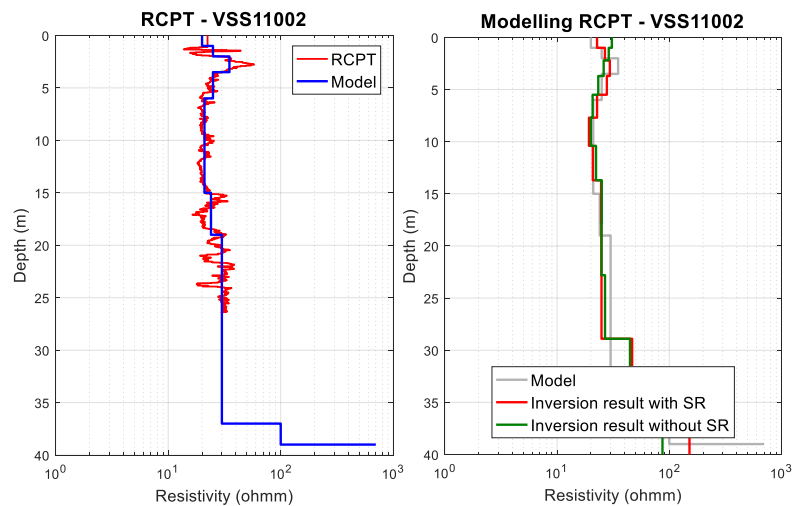 RCPT - VSS11002
0
5
10
15
20
25
30
35
40
Depth (m)
10^0
10^1
10^2
10^3
Resistivity (ohmm)
RCPT
Model
Modelling RCPT - VSS11002
0
5
10
15
20
25
30
35
40
Depth (m)
10^0
10^1
10^2
10^3
Resistivity (ohmm)
Model
Inversion result with SR
Inversion result without SR